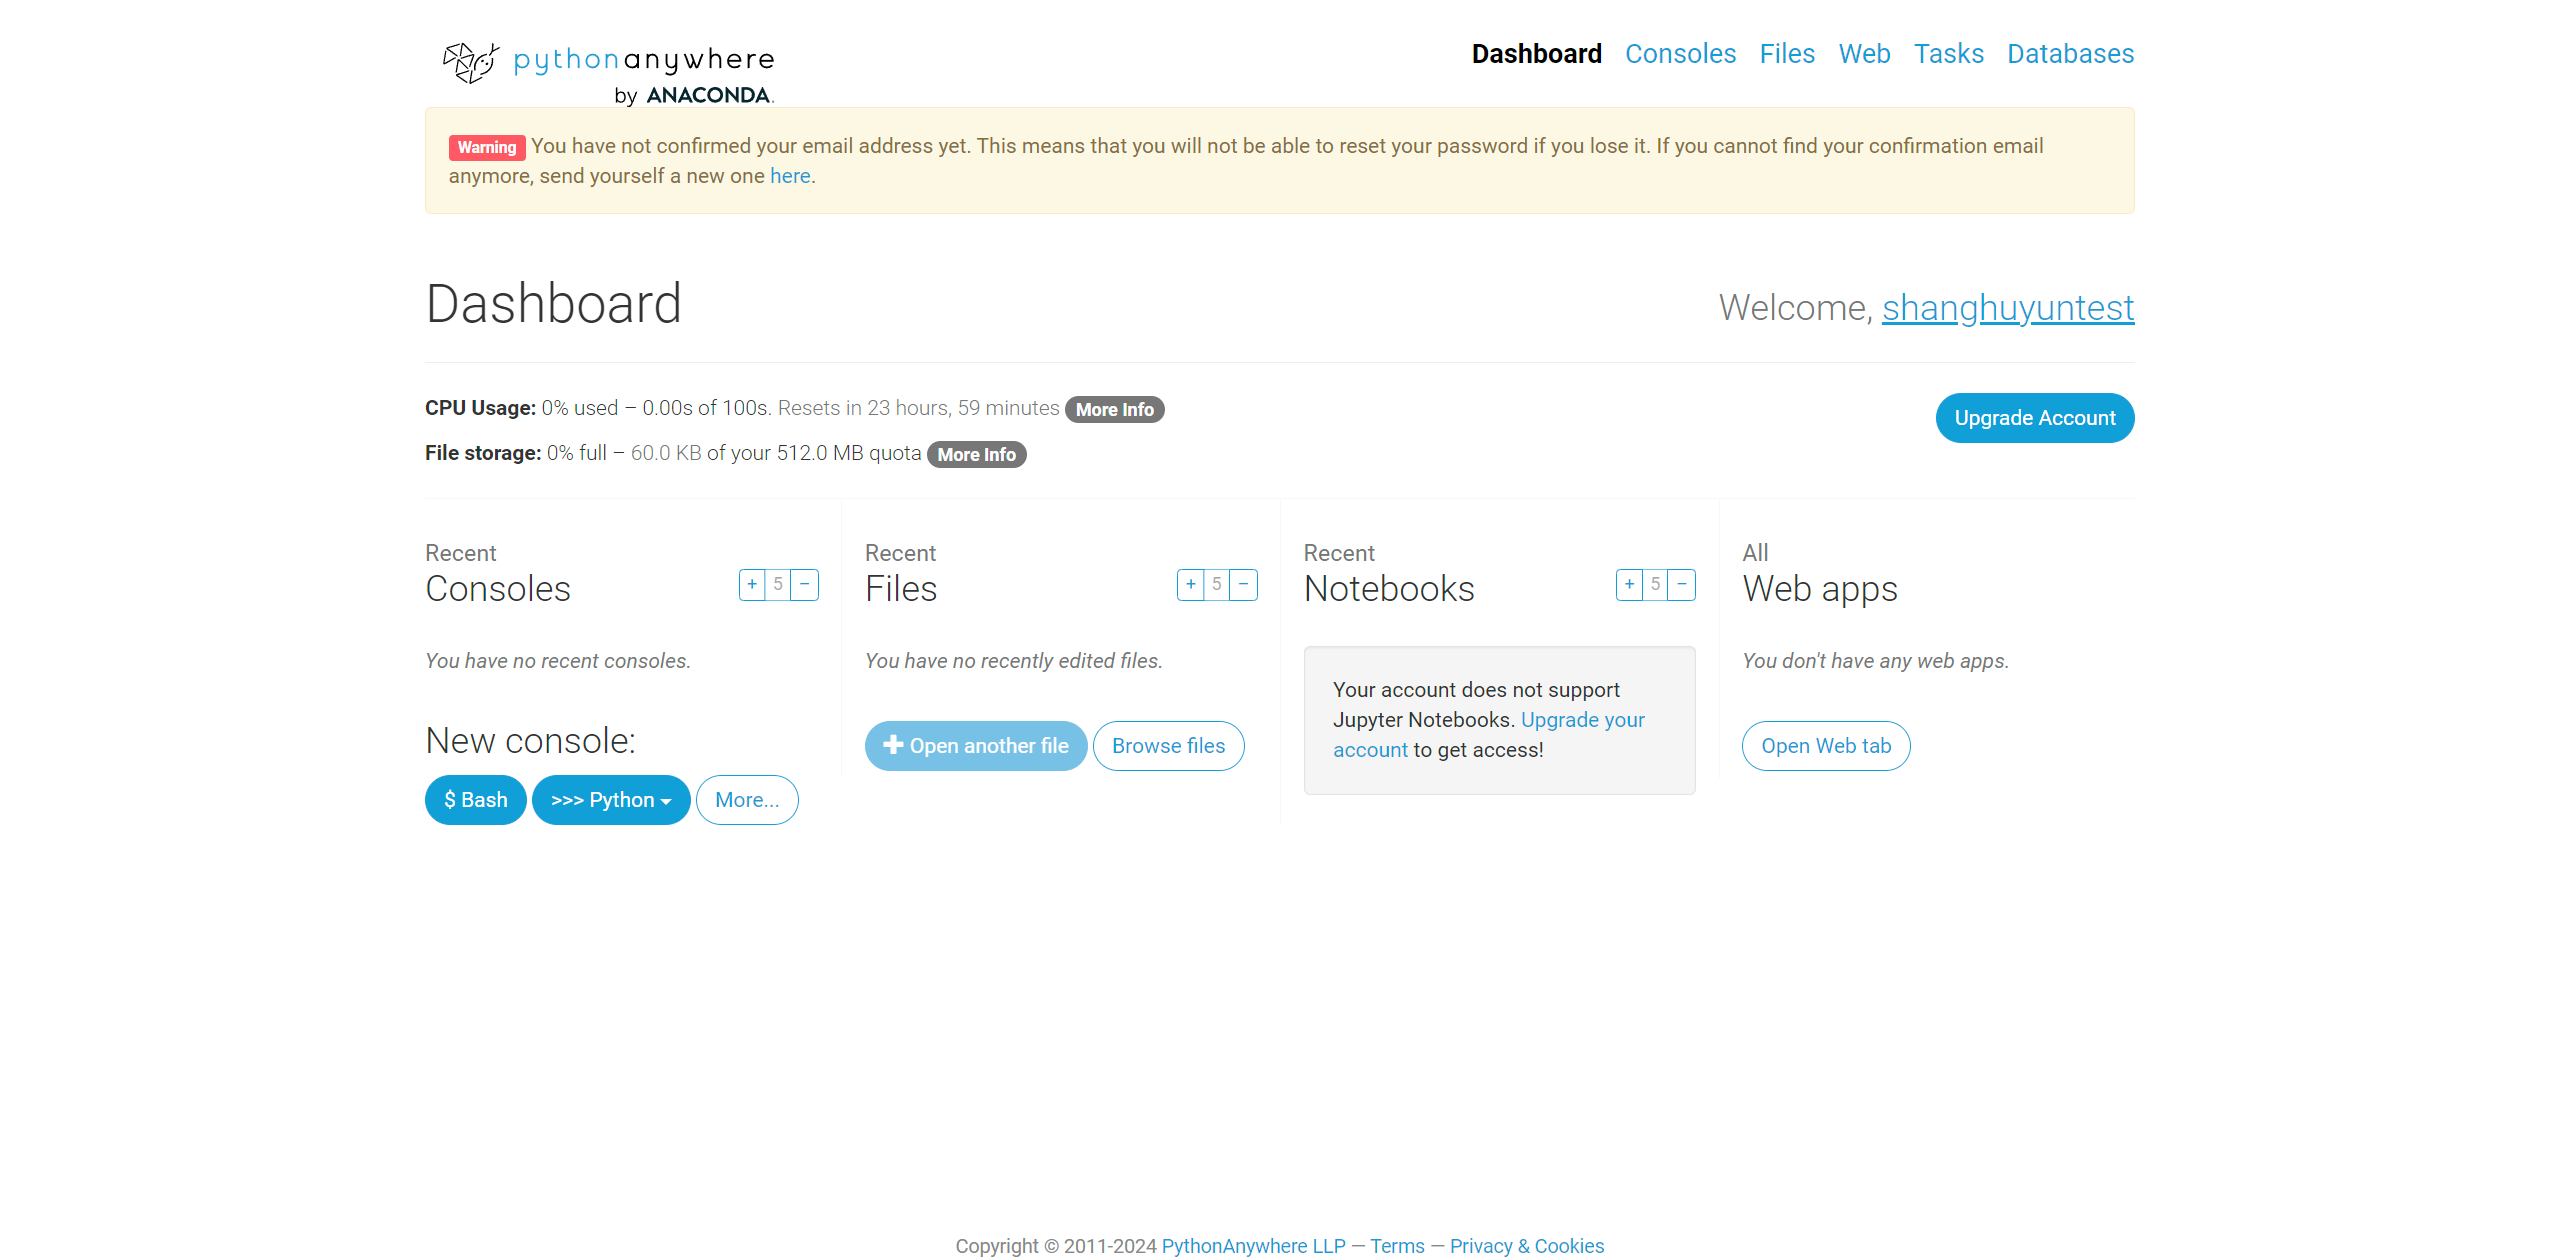 pythonanywhere
by ANACONDA.
Dashboard Consoles Files Web Tasks Databases
Warning You have not confirmed your email address yet. This means that you will not be able to reset your password if you lose it. If you cannot find your confirmation email
anymore, send yourself a new one here.
Dashboard
Welcome, shanghuyuntest
CPU Usage: 0% used – 0.00s of 100s. Resets in 23 hours, 59 minutes More Info
File storage: 0% full – 60.0 KB of your 512.0 MB quota More Info
Upgrade Account
Recent
Consoles
+ 5 −
You have no recent consoles.
New console:
$ Bash >>> Python More...
Recent
Files
+ 5 −
You have no recently edited files.
Open another file Browse files
Recent
Notebooks
+ 5 −
Your account does not support
Jupyter Notebooks. Upgrade your
account to get access!
All
Web apps
You don't have any web apps.
Open Web tab
Copyright © 2011-2024 PythonAnywhere LLP — Terms — Privacy & Cookies